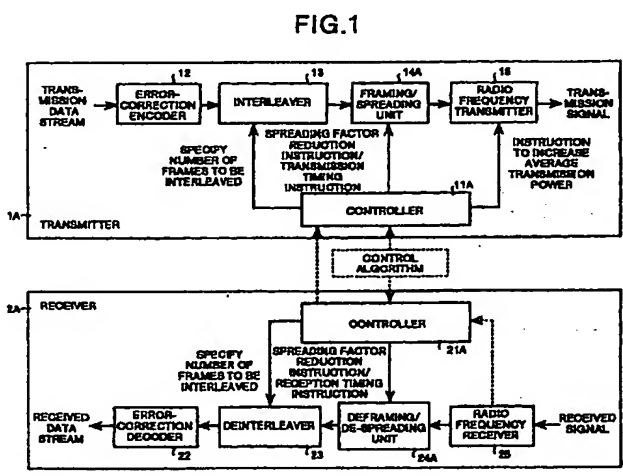 FIG.1
12
13
14A
15
TRANS-
MISSION
DATA
STREAM
ERROR-
CORRECTION
ENCODER
INTERLEAVER
FRAMING/
SPREADING
UNIT
RADIO
FREQUENCY
TRANSMITTER
TRANS-
MISSION
SIGNAL
SPECIFY
NUMBER OF
FRAMES TO BE
INTERLEAVED
SPREADING FACTOR
REDUCTION
INSTRUCTION/
TRANSMISSION
TIMING
INSTRUCTION
INSTRUCTION
TO INCREASE
AVERAGE
TRANSMISSION
POWER
11A
CONTROLLER
1A
TRANSMITTER
CONTROL
ALGORITHM
2A
RECEIVER
CONTROLLER
21A
SPECIFY
NUMBER OF
FRAMES TO BE
INTERLEAVED
SPREADING FACTOR
REDUCTION
INSTRUCTION/
RECEPTION TIMING
INSTRUCTION
RECEIVED
DATA
STREAM
ERROR-
CORRECTION
DECODER
DEINTERLEAVER
DEFRAMING/
DE-SPREADING
UNIT
RADIO
FREQUENCY
RECEIVER
RECEIVED
SIGNAL
22
23
24A
25